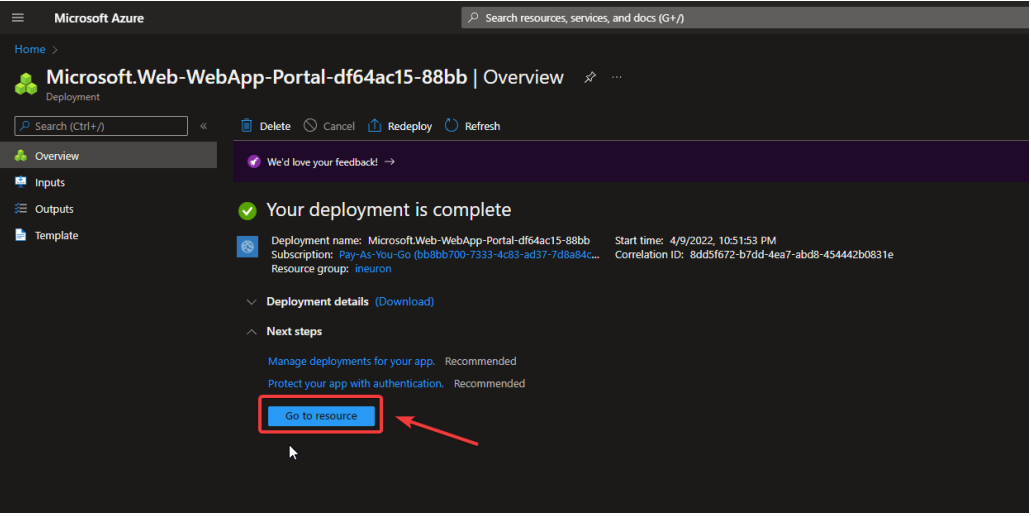 Microsoft Azure
Search resources, services, and docs (G+/)
Home >
Microsoft.Web-WebApp-Portal-df64ac15-88bb | Overview ...
Deployment
Search (Ctrl+/) «
Delete Cancel Redeploy Refresh
Overview
Inputs
Outputs
Template
We'd love your feedback! →
Your deployment is complete
Deployment name: Microsoft.Web-WebApp-Portal-df64ac15-88bb Start time: 4/9/2022, 10:51:53 PM
Subscription: Pay-As-You-Go (bb8bb700-7333-4c83-ad37-7d8a84c... Correlation ID: 8dd5f672-b7dd-4ea7-abd8-454442b0831e
Resource group: ineuron
Deployment details (Download)
Next steps
Manage deployments for your app. Recommended
Protect your app with authentication. Recommended
Go to resource